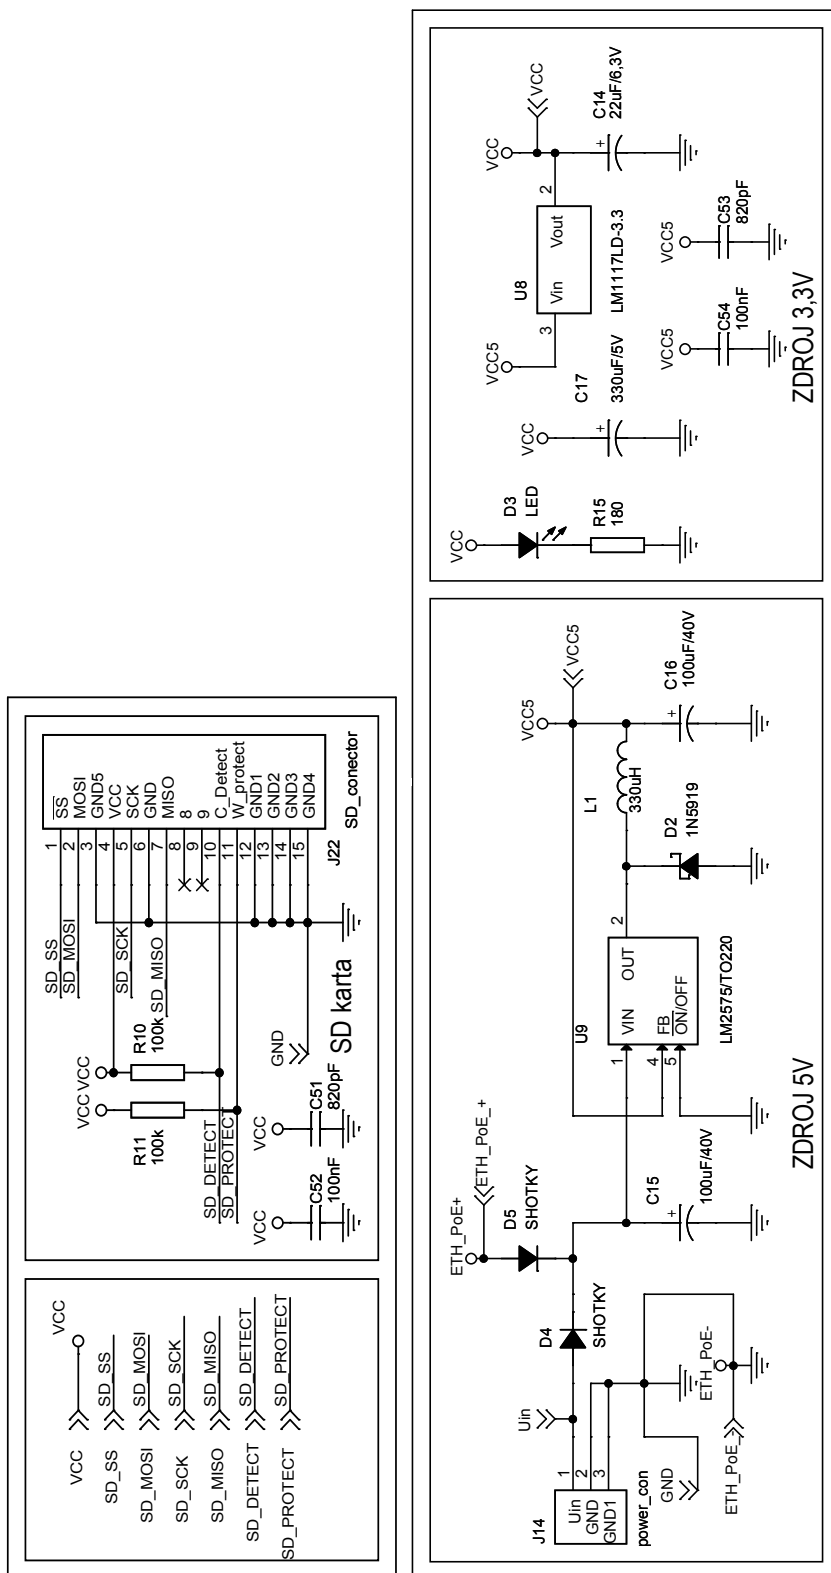 VCC
VCC
SD_SS
SD_SS
SD_MOSI
SD_MOSI
SD_SCK
SD_SCK
SD_MISO
SD_MISO
SD_DETECT
SD_DETECT
SD_PROTECT
SD_PROTECT
SD_SS
SD_MOSI
SD_SCK
SD_MISO
SD_DETECT
SD_PROTECT
VCC
VCC
R10
100k
R11
100k
VCC
C52
100nF
VCC
C51
820pF
GND
SD karta
1
2
3
4
5
6
7
8
9
10
11
12
13
14
15
SS
MOSI
GND5
VCC
SCK
GND
MISO
8
9
C_Detect
W_protect
GND1
GND2
GND3
GND4
J22
SD_conector
J14
Uin
GND
GND1
power_con
1
2
3
Uin
D4
SHOTKY
ETH_PoE+
ETH_PoE_+
D5
SHOTKY
GND
ETH_PoE-
ETH_PoE_-
C15
100uF/40V
U9
1
4
5
VIN
FB
ON/OFF
OUT
2
LM2575/TO220
D2
1N5919
L1
330uH
VCC5
VCC5
C16
100uF/40V
ZDROJ 5V
VCC
D3
LED
R15
180
VCC
C17
330uF/5V
VCC5
3
U8
Vin
Vout
2
LM1117LD-3.3
VCC
VCC
C14
22uF/6,3V
VCC5
C54
100nF
VCC5
C53
820pF
ZDROJ 3,3V